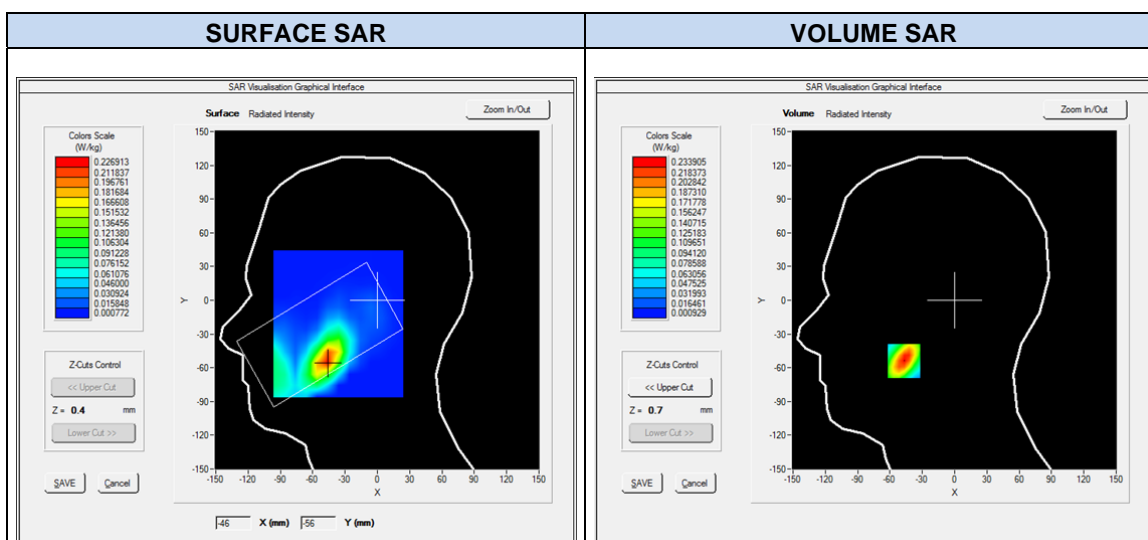 SURFACE SAR
VOLUME SAR
SAR Visualisation Graphical Interface
Surface Radiated Intensity
Zoom In/Out
Colors Scale
(W/kg)
0.226913
0.211837
0.196761
0.181684
0.166608
0.151532
0.136456
0.121380
0.106304
0.091228
0.076152
0.061076
0.046000
0.030924
0.015848
0.000772
Z-Cuts Control
<< Upper Cut
Z = 0.4 mm
Lower Cut >>
SAVE Cancel
150
120
90
60
30
0
-30
-60
-90
-120
-150
Y
-150 -120 -90 -60 -30 0 30 60 90 120 150
X
-46 X (mm) -56 Y (mm)
SAR Visualisation Graphical Interface
Volume Radiated Intensity
Zoom In/Out
Colors Scale
(W/kg)
0.233905
0.218373
0.202842
0.187310
0.171778
0.156247
0.140715
0.125183
0.109651
0.094120
0.078588
0.063056
0.047525
0.031993
0.016461
0.000929
Z-Cuts Control
<< Upper Cut
Z = 0.7 mm
Lower Cut >>
SAVE Cancel
150
120
90
60
30
0
-30
-60
-90
-120
-150
Y
-150 -120 -90 -60 -30 0 30 60 90 120 150
X